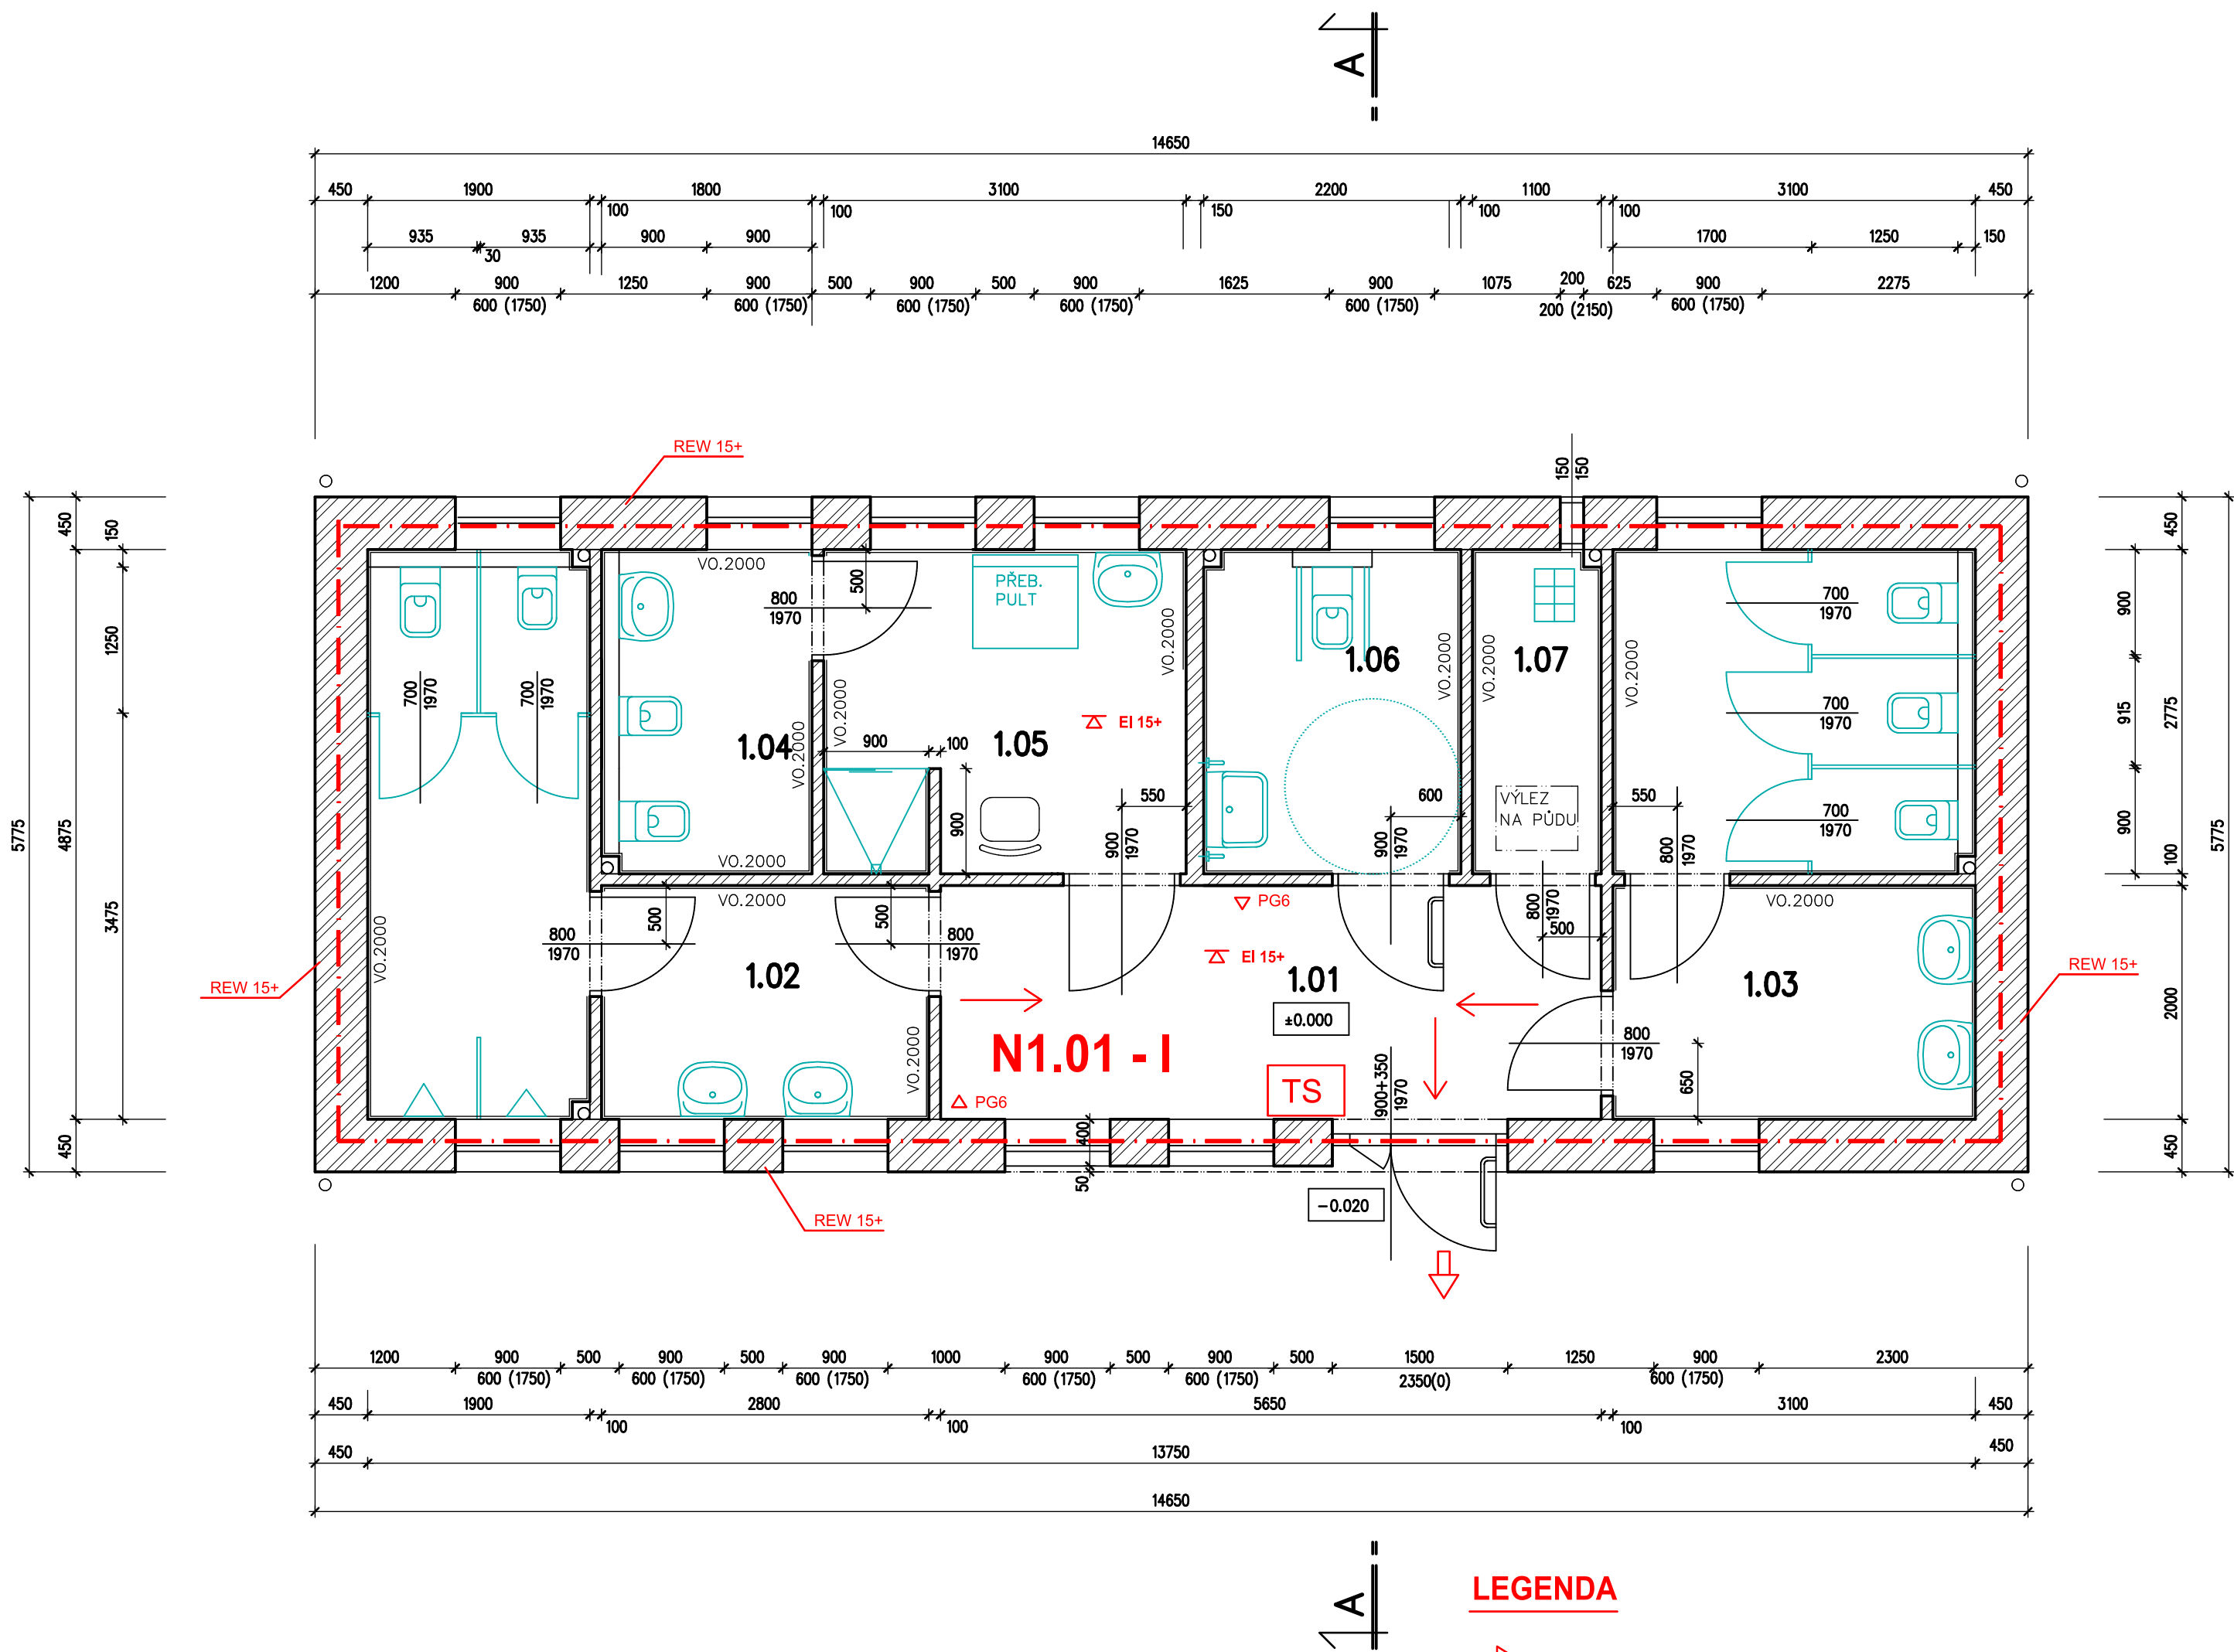 A
14650
450 1900 1800 3100 2200 1100 3100 450
100 100 150 100 100
935 935 900 900 1700 1250 150
30
1200 900 1250 900 500 900 500 900 1625 900 1075 200 625 900 2275
600 (1750) 600 (1750) 600 (1750) 600 (1750) 600 (1750) 200 (2150) 600 (1750)
REW 15+
150
150
450
150
450
VO.2000
500
PŘEB.
PULT
800
1970
VO.2000
700
1970
900
1250
700
1970
700
1970
VO.2000
VO.2000
VO.2000
VO.2000
1.06
1.07
VO.2000
VO.2000
1.04
1.05
EI 15+
700
1970
915
2775
900
100
550
600
VÝLEZ
NA PŮDU
550
700
1970
900
5775
4875
900
900
1970
900
1970
800
1970
100
5775
VO.2000
VO.2000
PG6
800
1970
VO.2000
3475
VO.2000
500
500
500
800
1970
800
1970
EI 15+
1.02
1.01
1.03
REW 15+
REW 15+
±0.000
2000
N1.01 - I
VO.2000
800
1970
650
TS
900+350
1970
PG6
450
400
50
450
REW 15+
-0.020
1200 900 500 900 500 900 1000 900 500 900 500 1500 1250 900 2300
600 (1750) 600 (1750) 600 (1750) 600 (1750) 600 (1750) 2350(0) 600 (1750)
450 1900 2800 5650 3100 450
100 100 100
450 13750 450
14650
A
LEGENDA